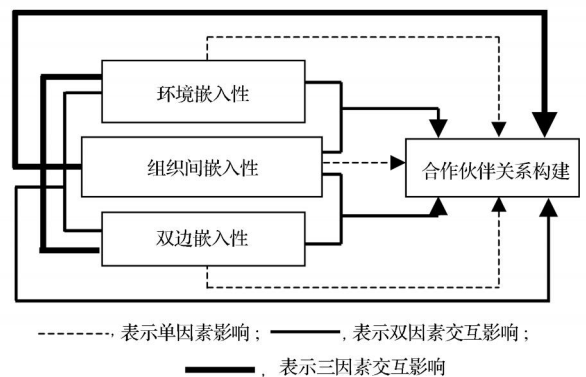 环境嵌入性
组织间嵌入性
合作伙伴关系构建
双边嵌入性
, 表示单因素影响；
, 表示双因素交互影响；
, 表示三因素交互影响